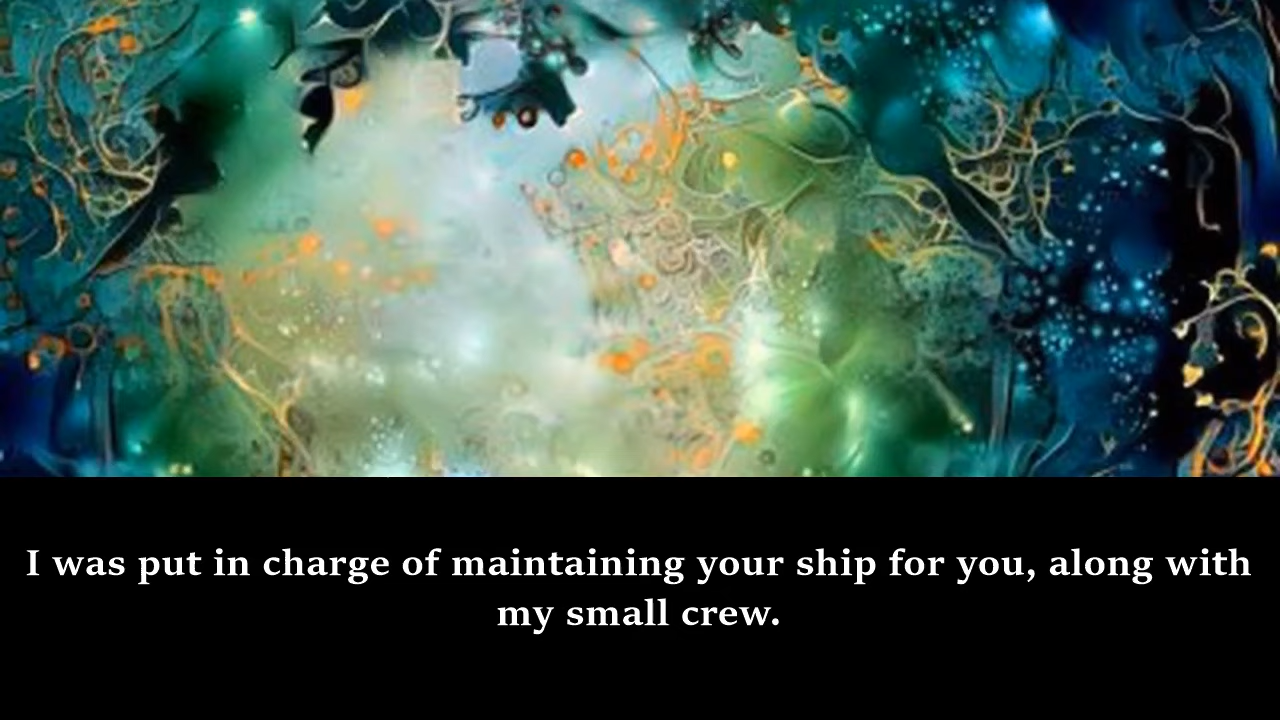 I was put in charge of maintaining your ship for you, along with
my small crew.